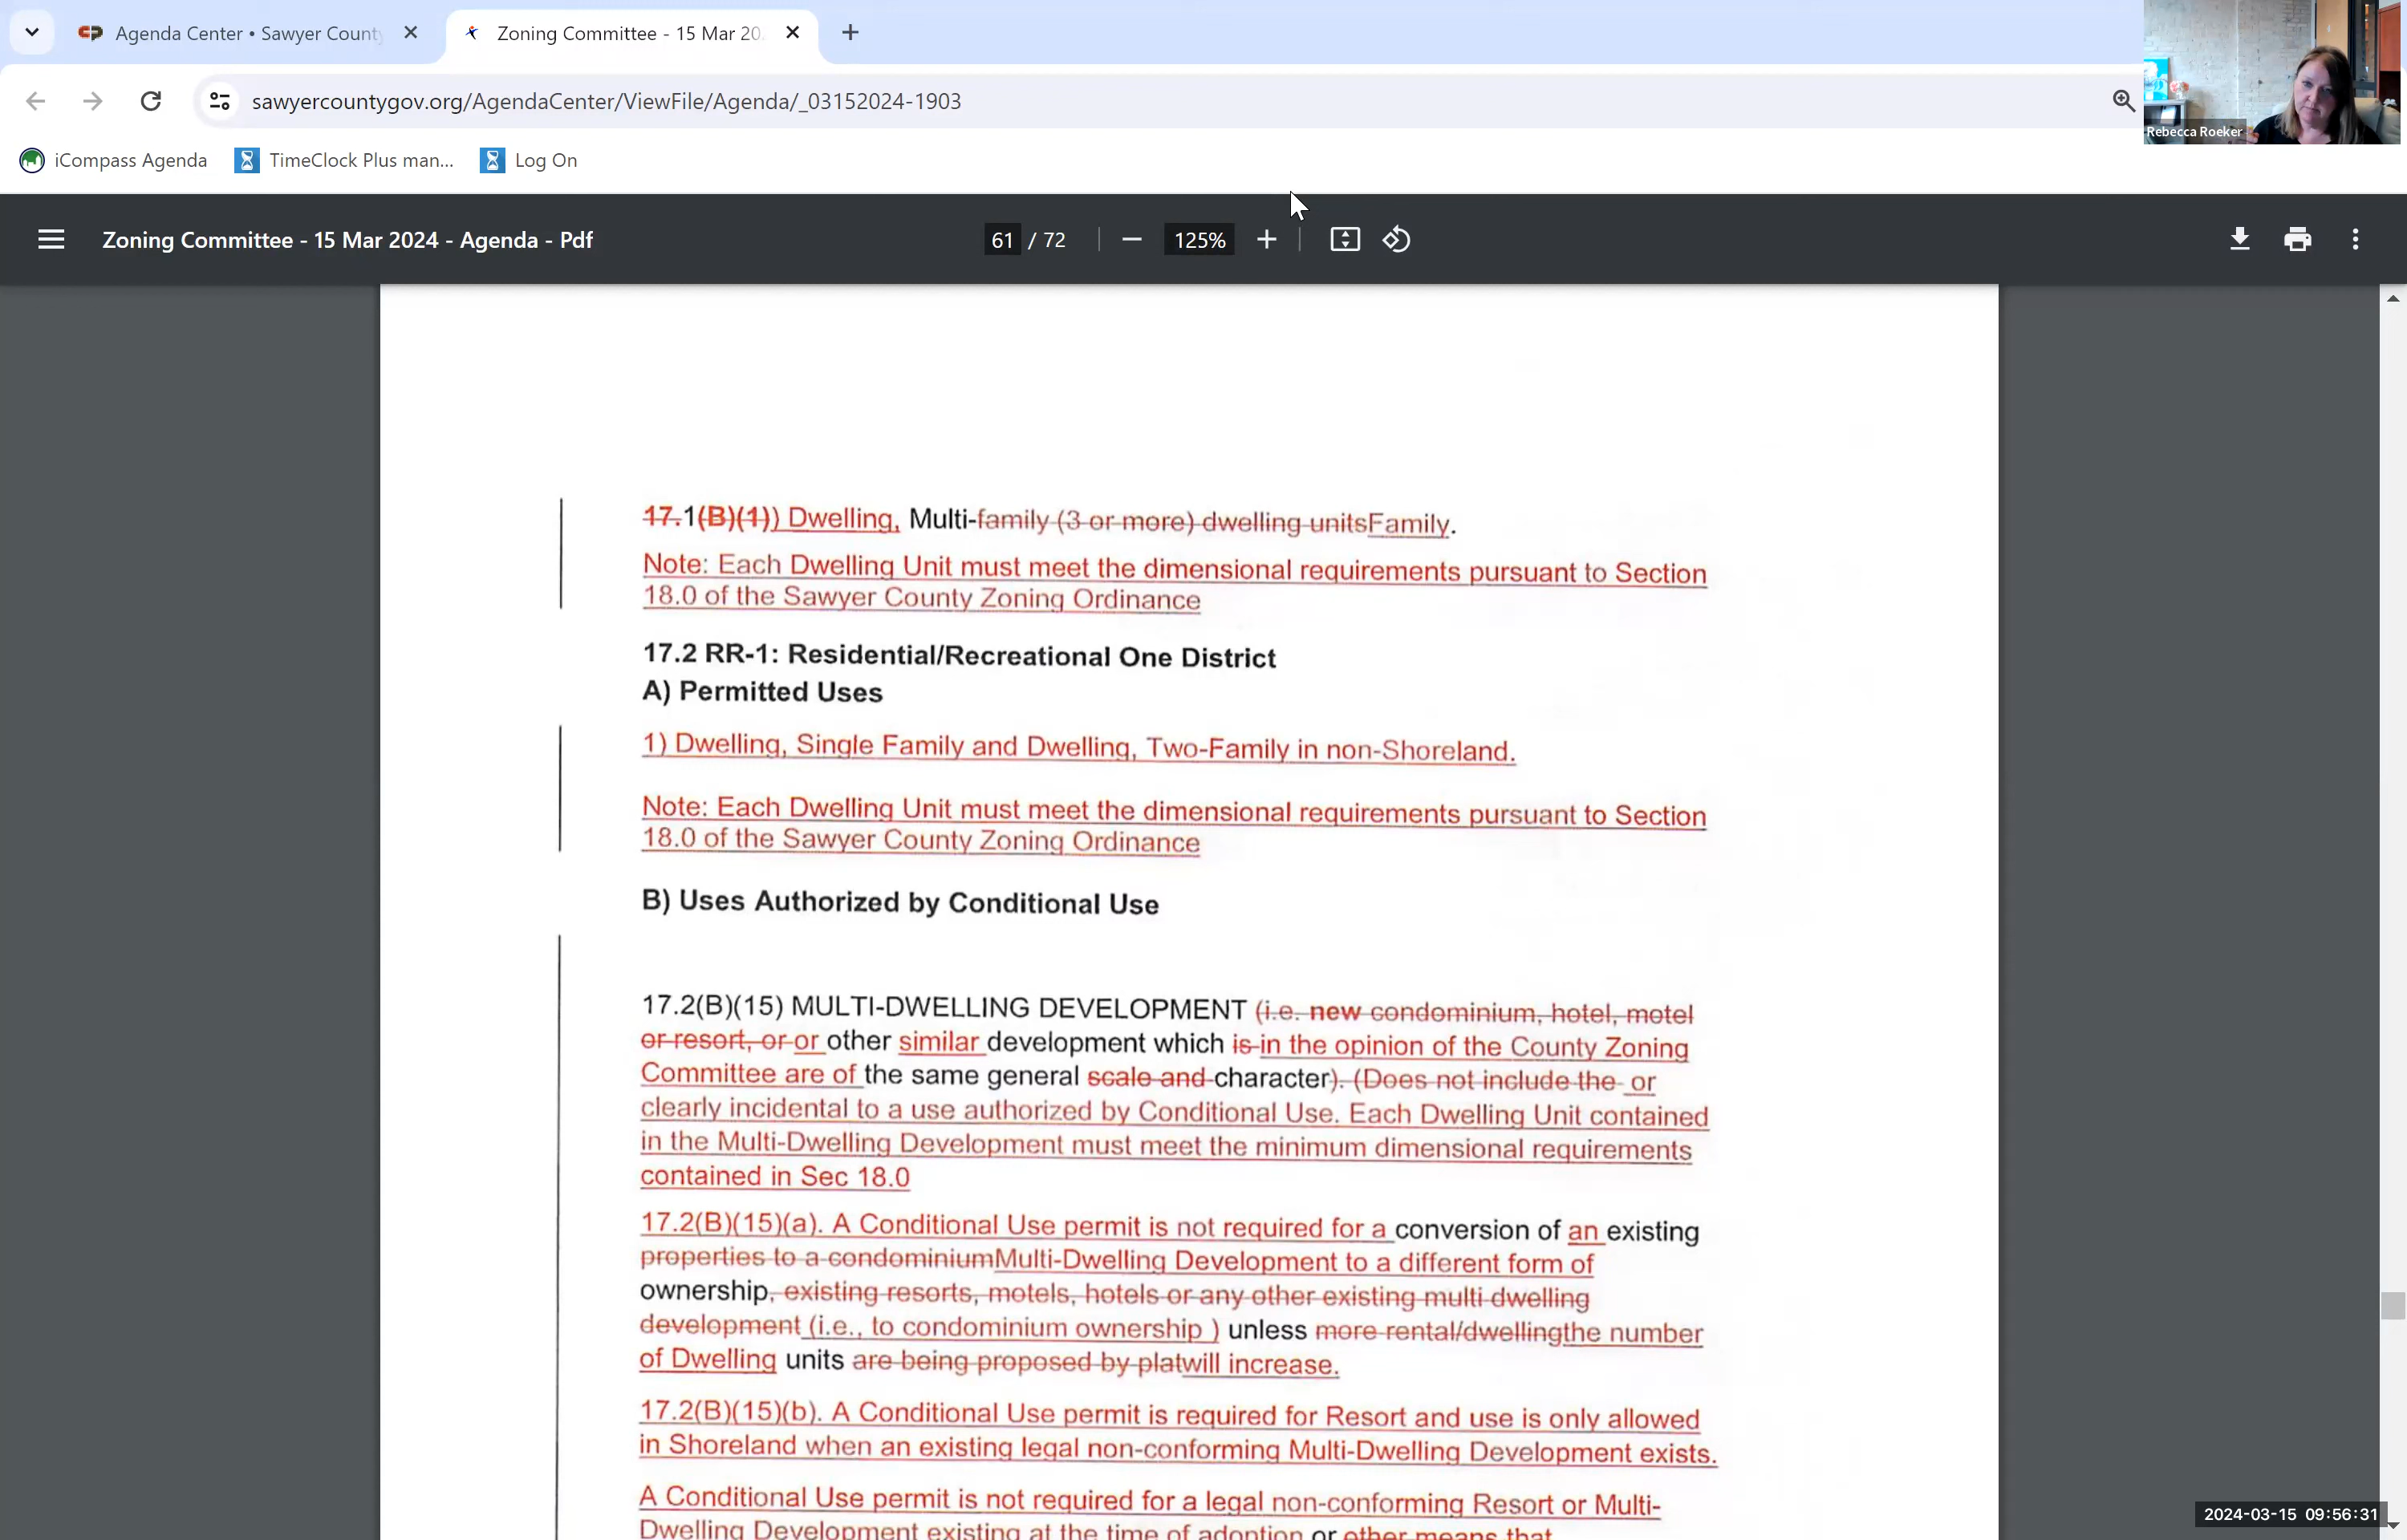 Agenda Center • Sawyer County
Zoning Committee - 15 Mar 20
sawyercountygov.org/AgendaCenter/ViewFile/Agenda/_03152024-1903
Rebecca Roeker
iCompass Agenda
TimeClock Plus man...
Log On
Zoning Committee - 15 Mar 2024 - Agenda - Pdf
61 / 72
125%
17.1(B)(1)) Dwelling, Multi-family (3 or more) dwelling unitsFamily.
Note: Each Dwelling Unit must meet the dimensional requirements pursuant to Section
18.0 of the Sawyer County Zoning Ordinance
17.2 RR-1: Residential/Recreational One District
A) Permitted Uses
1) Dwelling, Single Family and Dwelling, Two-Family in non-Shoreland.
Note: Each Dwelling Unit must meet the dimensional requirements pursuant to Section
18.0 of the Sawyer County Zoning Ordinance
B) Uses Authorized by Conditional Use
17.2(B)(15) MULTI-DWELLING DEVELOPMENT (i.e. new condominium, hotel, motel
or resort, or or other similar development which is in the opinion of the County Zoning
Committee are of the same general scale and character). (Does not include the or
clearly incidental to a use authorized by Conditional Use. Each Dwelling Unit contained
in the Multi-Dwelling Development must meet the minimum dimensional requirements
contained in Sec 18.0
17.2(B)(15)(a). A Conditional Use permit is not required for a conversion of an existing
properties to a condominiumMulti-Dwelling Development to a different form of
ownership, existing resorts, motels, hotels or any other existing multi dwelling
development (i.e., to condominium ownership ) unless more rental/dwellingthe number
of Dwelling units are being proposed by platwill increase.
17.2(B)(15)(b). A Conditional Use permit is required for Resort and use is only allowed
in Shoreland when an existing legal non-conforming Multi-Dwelling Development exists.
A Conditional Use permit is not required for a legal non-conforming Resort or Multi-
Dwelling Development existing at the time of adoption or other means that
2024-03-15 09:56:31